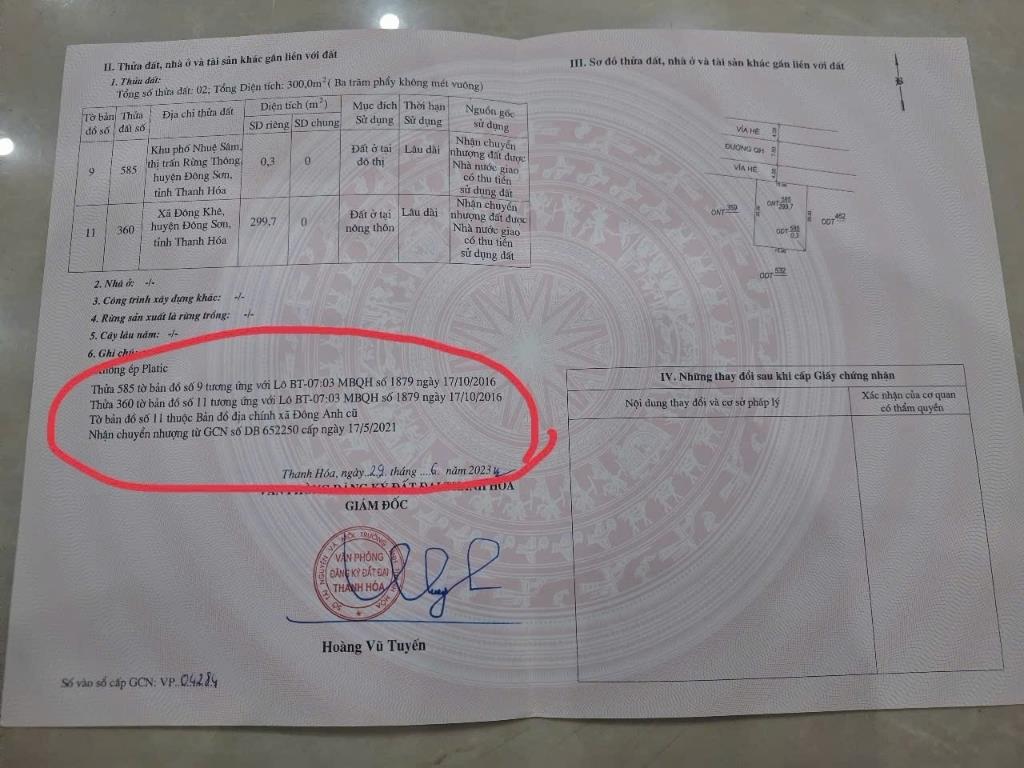 II. Thửa đất, nhà ở và tài sản khác gắn liền với đất
1. Thửa đất:
Tổng số thửa đất: 02; Tổng Diện tích: 300,0m² ( Ba trăm phẩy không mét vuông)
Tờ bản đồ số | Thửa đất số | Địa chỉ thửa đất | Diện tích (m²) | Mục đích Sử dụng | Thời hạn Sử dụng | Nguồn gốc sử dụng
SD riêng | SD chung
9 | 585 | Khu phố Nhuệ Sâm, thị trấn Rừng Thông, huyện Đông Sơn, tỉnh Thanh Hóa | 0,3 | 0 | Đất ở tại đô thị | Lâu dài | Nhận chuyển nhượng đất được Nhà nước giao có thu tiền sử dụng đất
11 | 360 | Xã Đông Khê, huyện Đông Sơn, tỉnh Thanh Hóa | 299,7 | 0 | Đất ở tại nông thôn | Lâu dài | Nhận chuyển nhượng đất được Nhà nước giao có thu tiền sử dụng đất
2. Nhà ở: -/-
3. Công trình xây dựng khác: -/-
4. Rừng sản xuất là rừng trồng: -/-
5. Cây lâu năm: -/-
6. Ghi chú:
không ép Platic
Thửa 585 tờ bản đồ số 9 tương ứng với Lô BT-07:03 MBQH số 1879 ngày 17/10/2016
Thửa 360 tờ bản đồ số 11 tương ứng với Lô BT-07:03 MBQH số 1879 ngày 17/10/2016
Tờ bản đồ số 11 thuộc Bản đồ địa chính xã Đông Anh cũ
Nhận chuyển nhượng từ GCN số DB 652250 cấp ngày 17/5/2021
Thanh Hóa, ngày 29 tháng 6 năm 2023
VĂN PHÒNG ĐĂNG KÝ ĐẤT ĐAI THANH HÓA
GIÁM ĐỐC
VĂN PHÒNG
ĐĂNG KÝ ĐẤT ĐAI
THANH HÓA
Hoàng Vũ Tuyến
Số vào sổ cấp GCN: VP 04284
III. Sơ đồ thửa đất, nhà ở và tài sản khác gắn liền với đất
VỈA HÈ
ĐƯỜNG QH
VỈA HÈ
ONT 359
ONT 299,7
ODT 462
ODT 585 0,3
ODT 532
IV. Những thay đổi sau khi cấp Giấy chứng nhận
Nội dung thay đổi và cơ sở pháp lý | Xác nhận của cơ quan có thẩm quyền